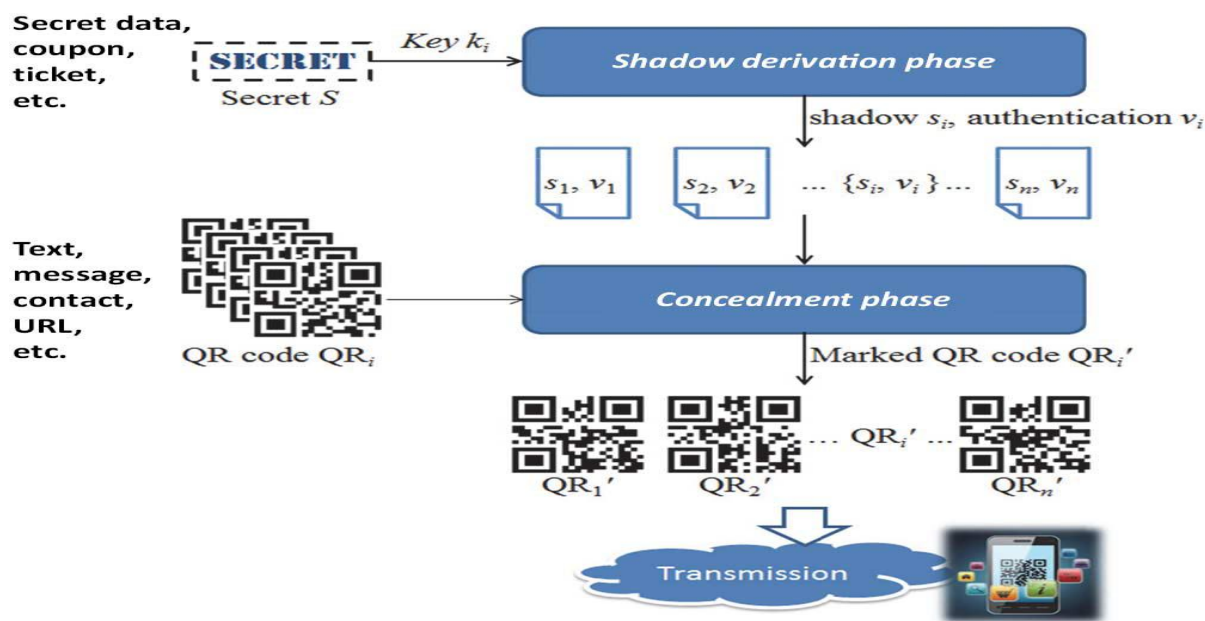 Secret data,
coupon,
ticket,
etc.
SECRET
Secret S
Key kᵢ
Shadow derivation phase
shadow sᵢ, authentication vᵢ
s₁, v₁
s₂, v₂
... {sᵢ, vᵢ} ...
sₙ, vₙ
Text,
message,
contact,
URL,
etc.
QR code QRᵢ
Concealment phase
Marked QR code QRᵢ′
... QRᵢ′ ...
QR₁′
QR₂′
QRₙ′
Transmission
i